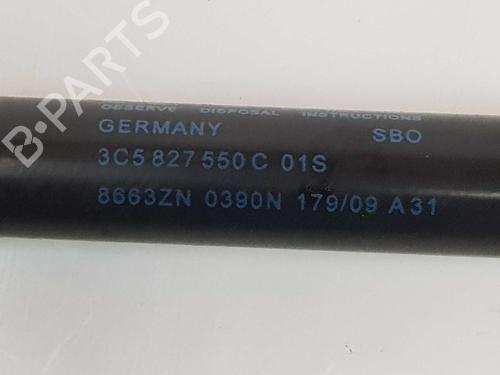 OBSERVE DISPOSAL INSTRUCTIONS
GERMANY SBO
3C5 827 550 C 01S
8663ZN 0390N 179/09 A31
B-PARTS